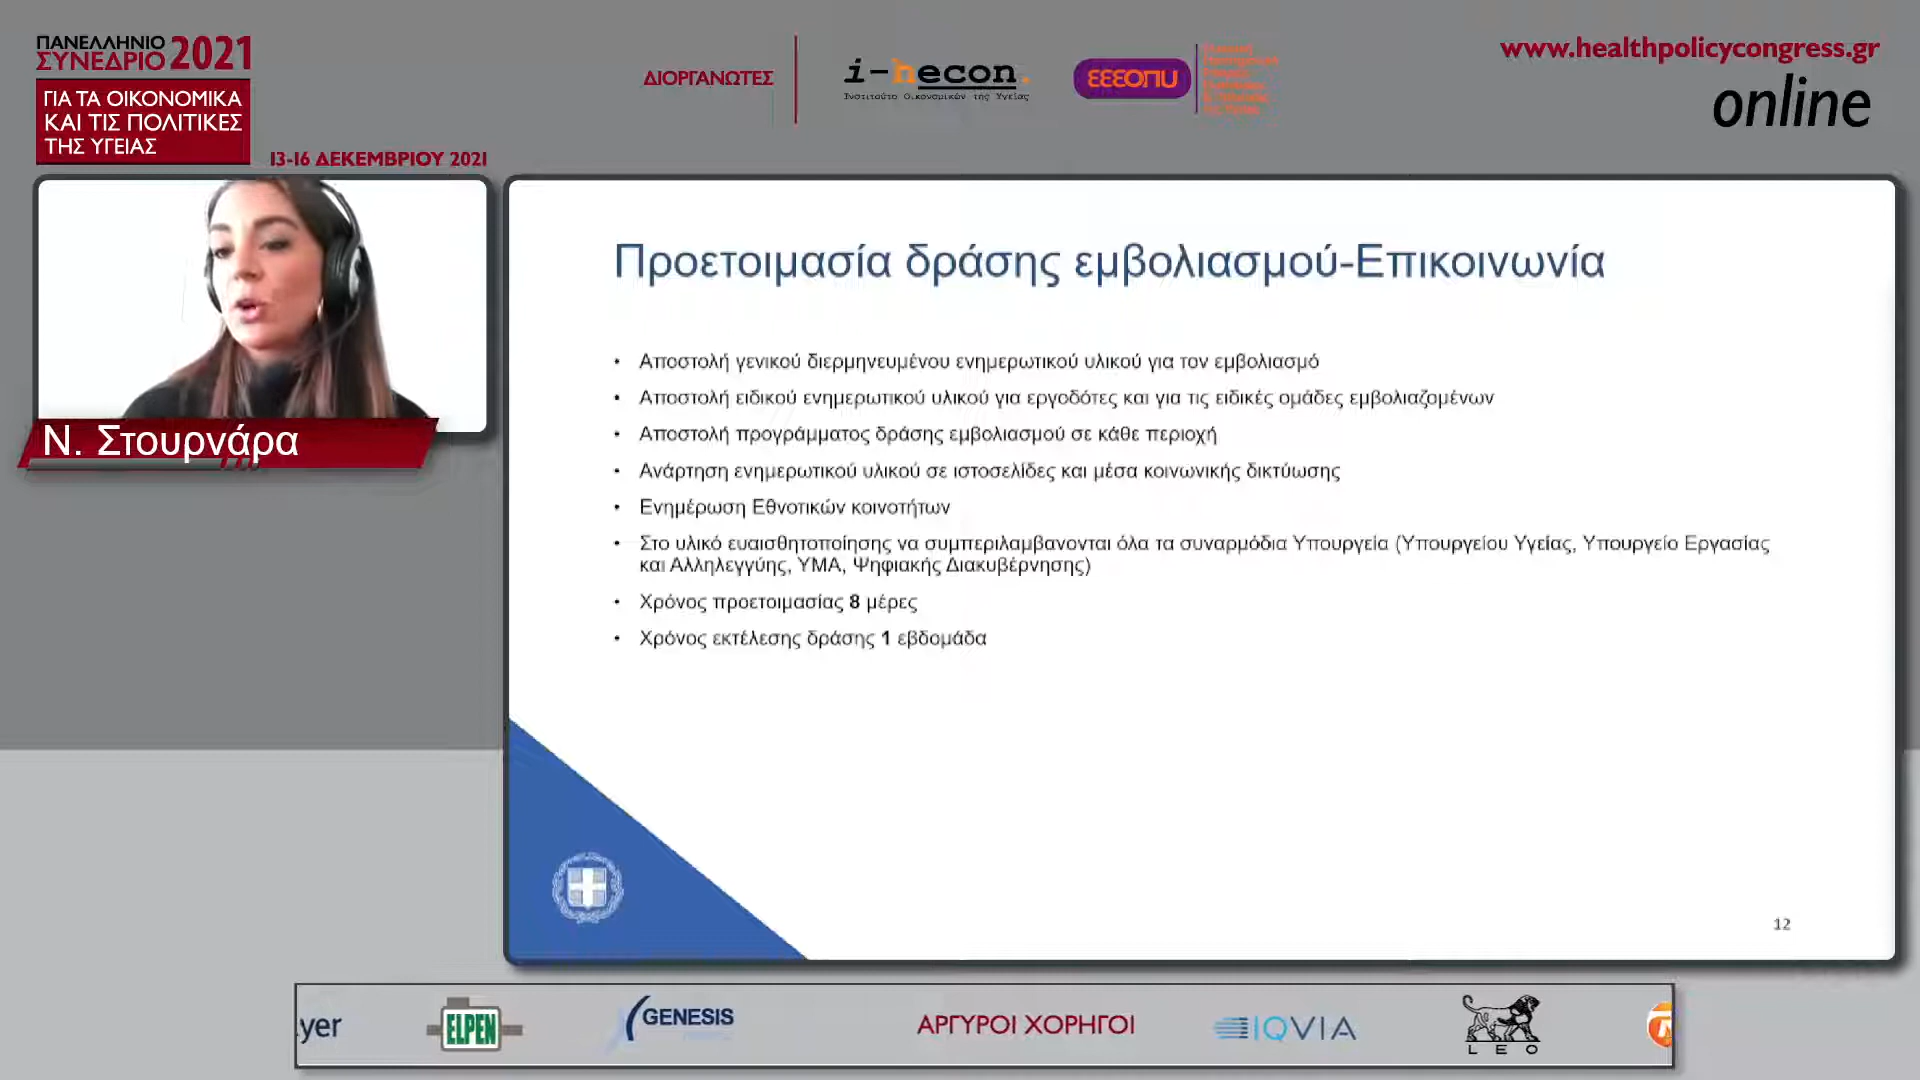 ΠΑΝΕΛΛΗΝΙΟ
ΣΥΝΕΔΡΙΟ 2021
ΓΙΑ ΤΑ ΟΙΚΟΝΟΜΙΚΑ
ΚΑΙ ΤΙΣ ΠΟΛΙΤΙΚΕΣ
ΤΗΣ ΥΓΕΙΑΣ
13-16 ΔΕΚΕΜΒΡΙΟΥ 2021
ΔΙΟΡΓΑΝΩΤΕΣ
i-hecon.
Ινστιτούτο Οικονομικών της Υγείας
ΕΕΕΟΠΥ
www.healthpolicycongress.gr
online
Ν. Στουρνάρα
Προετοιμασία δράσης εμβολιασμού-Επικοινωνία
• Αποστολή γενικού διερμηνευμένου ενημερωτικού υλικού για τον εμβολιασμό
• Αποστολή ειδικού ενημερωτικού υλικού για εργοδότες και για τις ειδικές ομάδες εμβολιαζομένων
• Αποστολή προγράμματος δράσης εμβολιασμού σε κάθε περιοχή
• Ανάρτηση ενημερωτικού υλικού σε ιστοσελίδες και μέσα κοινωνικής δικτύωσης
• Ενημέρωση Εθνοτικών κοινοτήτων
• Στο υλικό ευαισθητοποίησης να συμπεριλαμβανονται όλα τα συναρμόδια Υπουργεία (Υπουργείου Υγείας, Υπουργείο Εργασίας
και Αλληλεγγύης, ΥΜΑ, Ψηφιακής Διακυβέρνησης)
• Χρόνος προετοιμασίας 8 μέρες
• Χρόνος εκτέλεσης δράσης 1 εβδομάδα
12
yer
ELPEN
GENESIS
ΑΡΓΥΡΟΙ ΧΟΡΗΓΟΙ
IQVIA
LEO